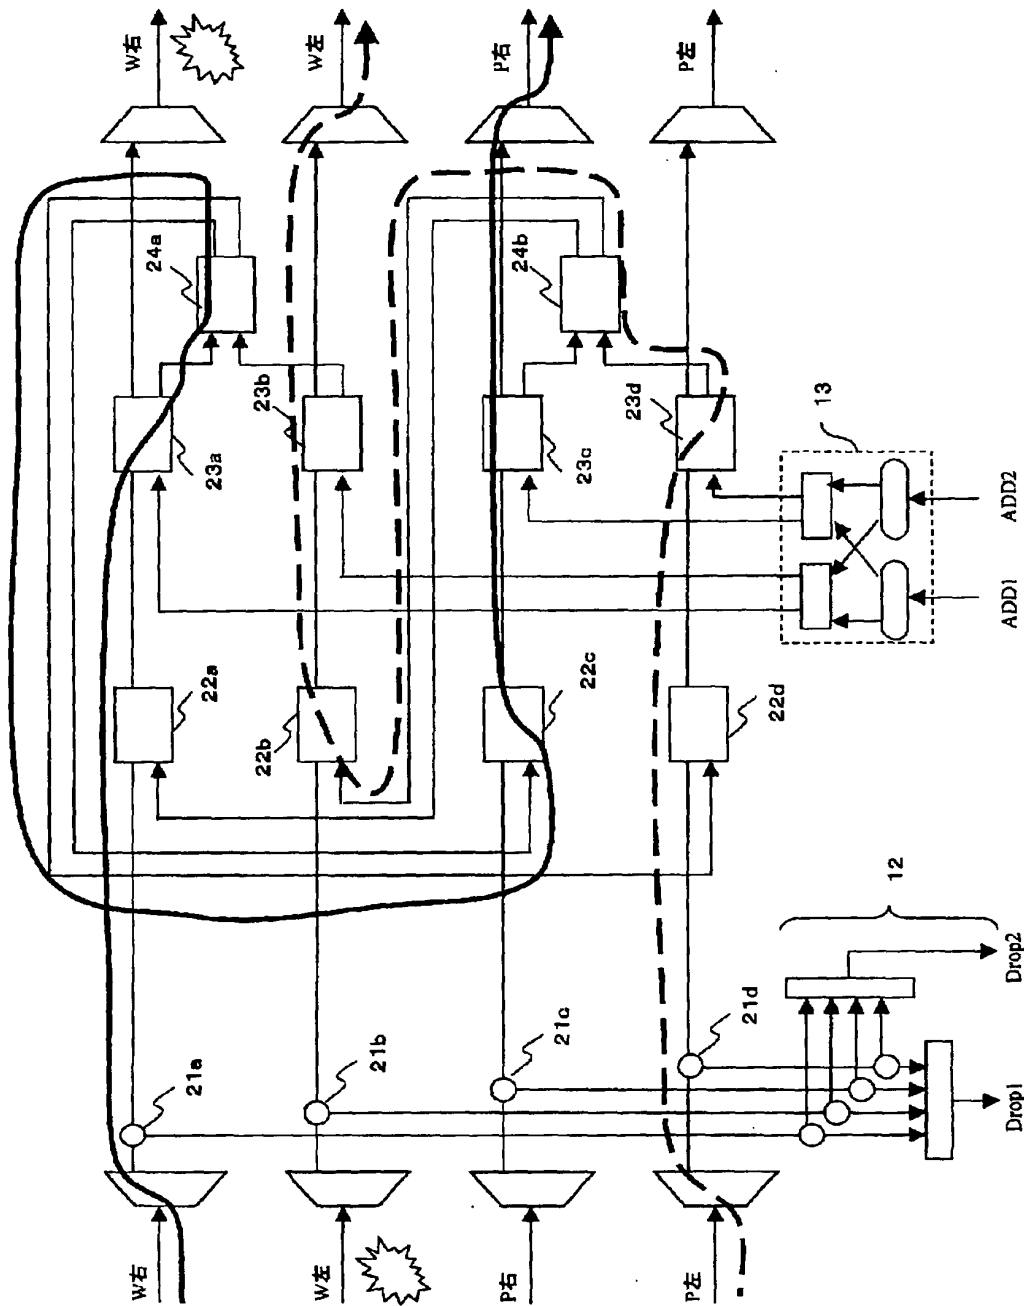 W右
W左
P右
P左
24a
24b
23a
23b
23c
23d
13
ADD2
ADD1
22a
22b
22c
22d
12
Drop2
Drop1
21a
21b
21c
21d
W右
W左
P右
P左